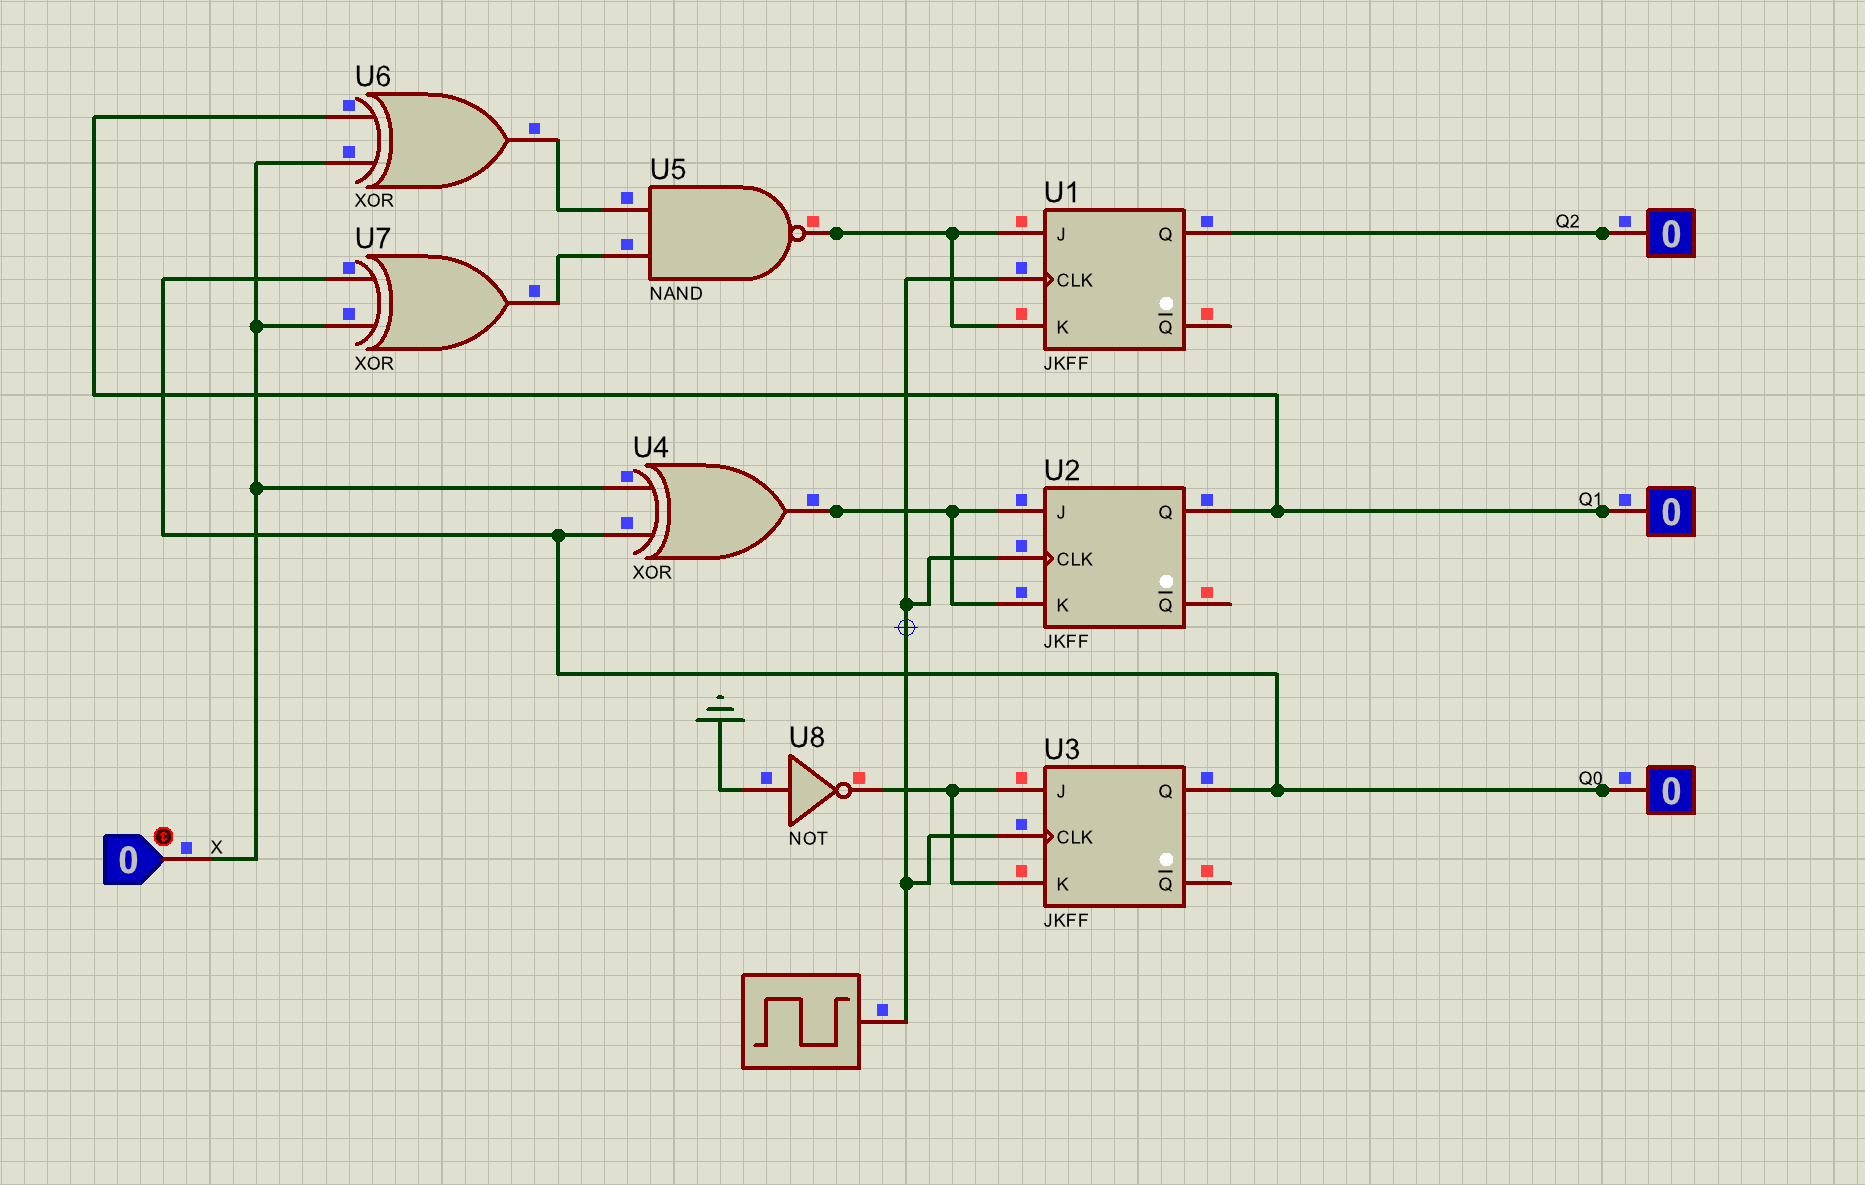 U6
XOR
U7
XOR
U5
NAND
U1
J
Q
CLK
K
Q
JKFF
Q2
0
U4
XOR
U2
J
Q
CLK
K
Q
JKFF
Q1
0
U8
NOT
U3
J
Q
CLK
K
Q
JKFF
Q0
0
0
X